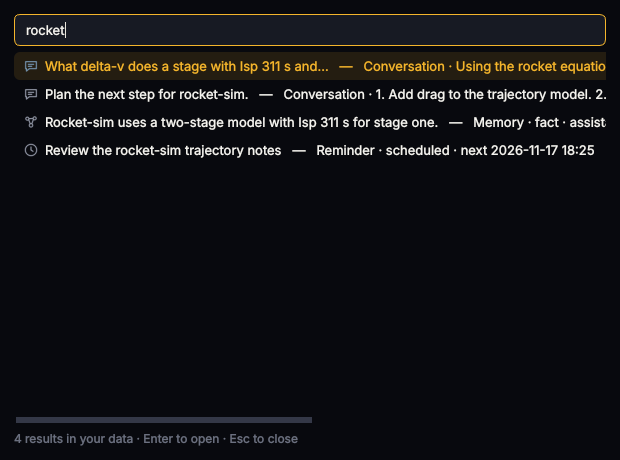 rocket
What delta-v does a stage with Isp 311 s and... — Conversation · Using the rocket equatio
Plan the next step for rocket-sim. — Conversation · 1. Add drag to the trajectory model. 2.
Rocket-sim uses a two-stage model with Isp 311 s for stage one. — Memory · fact · assist
Review the rocket-sim trajectory notes — Reminder · scheduled · next 2026-11-17 18:25
4 results in your data · Enter to open · Esc to close